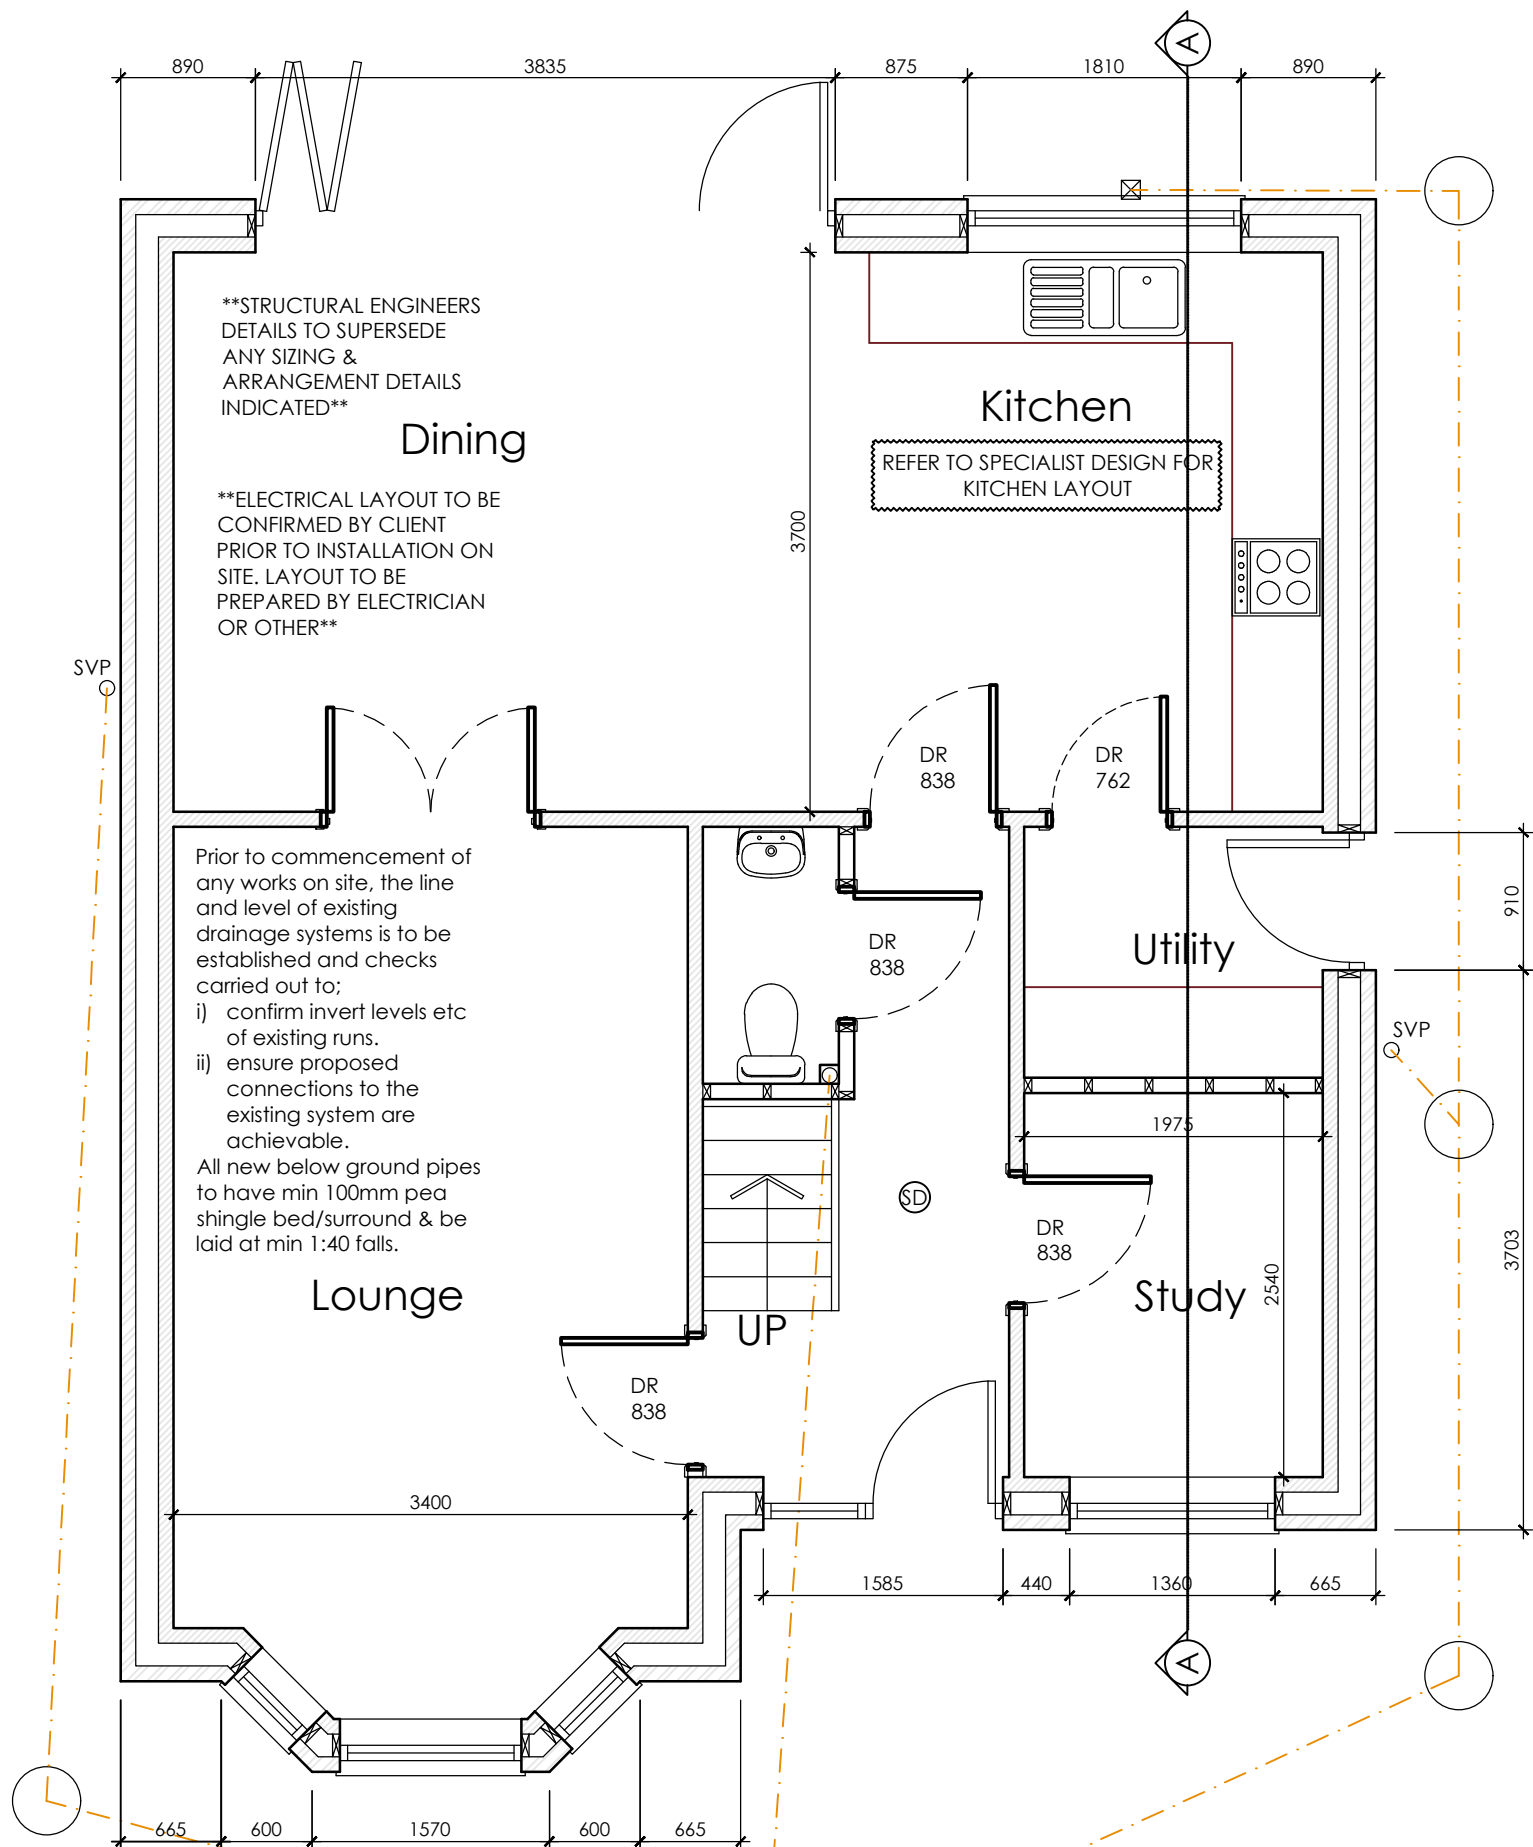 A
890
3835
875
1810
890
**STRUCTURAL ENGINEERS
DETAILS TO SUPERSEDE
ANY SIZING &
ARRANGEMENT DETAILS
INDICATED**
Dining
Kitchen
REFER TO SPECIALIST DESIGN FOR
KITCHEN LAYOUT
**ELECTRICAL LAYOUT TO BE
CONFIRMED BY CLIENT
PRIOR TO INSTALLATION ON
SITE. LAYOUT TO BE
PREPARED BY ELECTRICIAN
OR OTHER**
3700
SVP
DR
838
DR
762
Prior to commencement of
any works on site, the line
and level of existing
drainage systems is to be
established and checks
carried out to;
i) confirm invert levels etc
of existing runs.
ii) ensure proposed
connections to the
existing system are
achievable.
All new below ground pipes
to have min 100mm pea
shingle bed/surround & be
laid at min 1:40 falls.
Lounge
DR
838
Utility
910
SVP
1975
SD
DR
838
Study
2540
3703
UP
DR
838
3400
1585
440
1360
665
A
665
600
1570
600
665